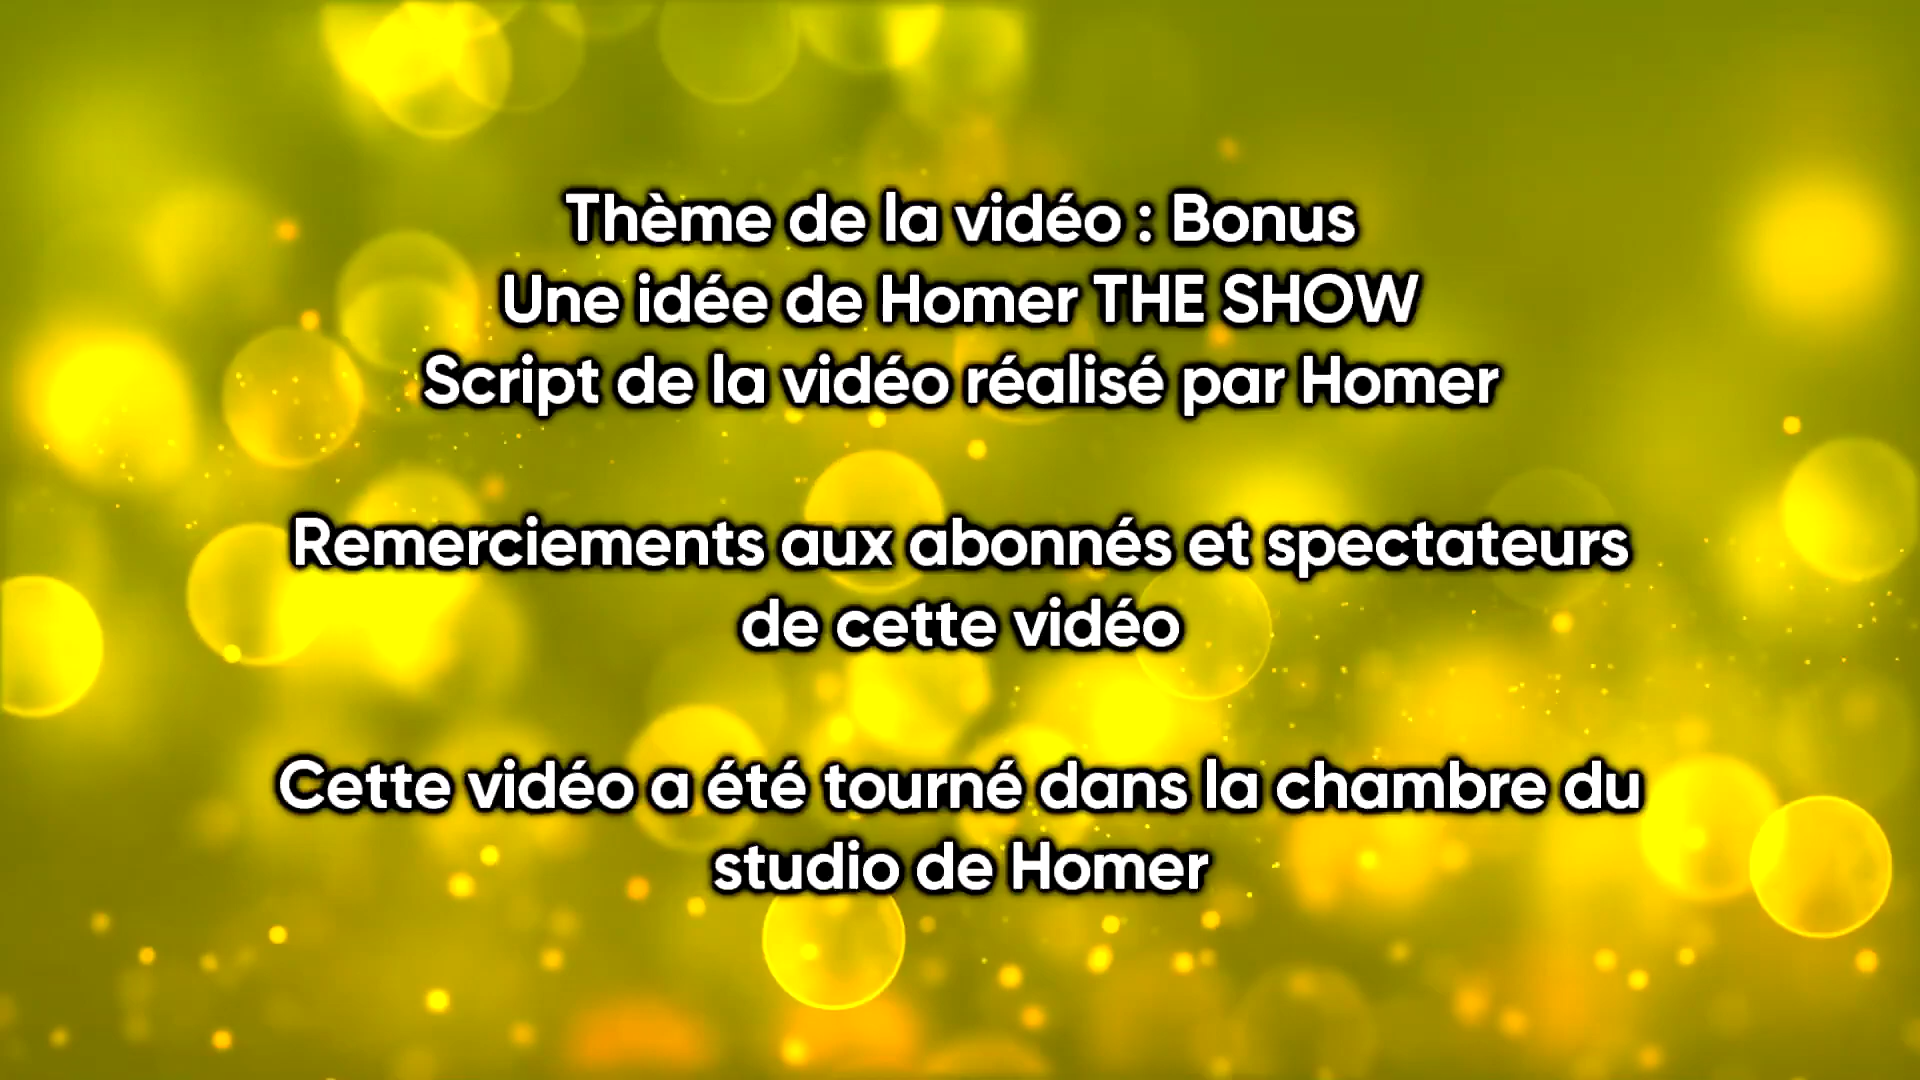 Thème de la vidéo : Bonus
Une idée de Homer THE SHOW
Script de la vidéo réalisé par Homer
Remerciements aux abonnés et spectateurs
de cette vidéo
Cette vidéo a été tourné dans la chambre du
studio de Homer